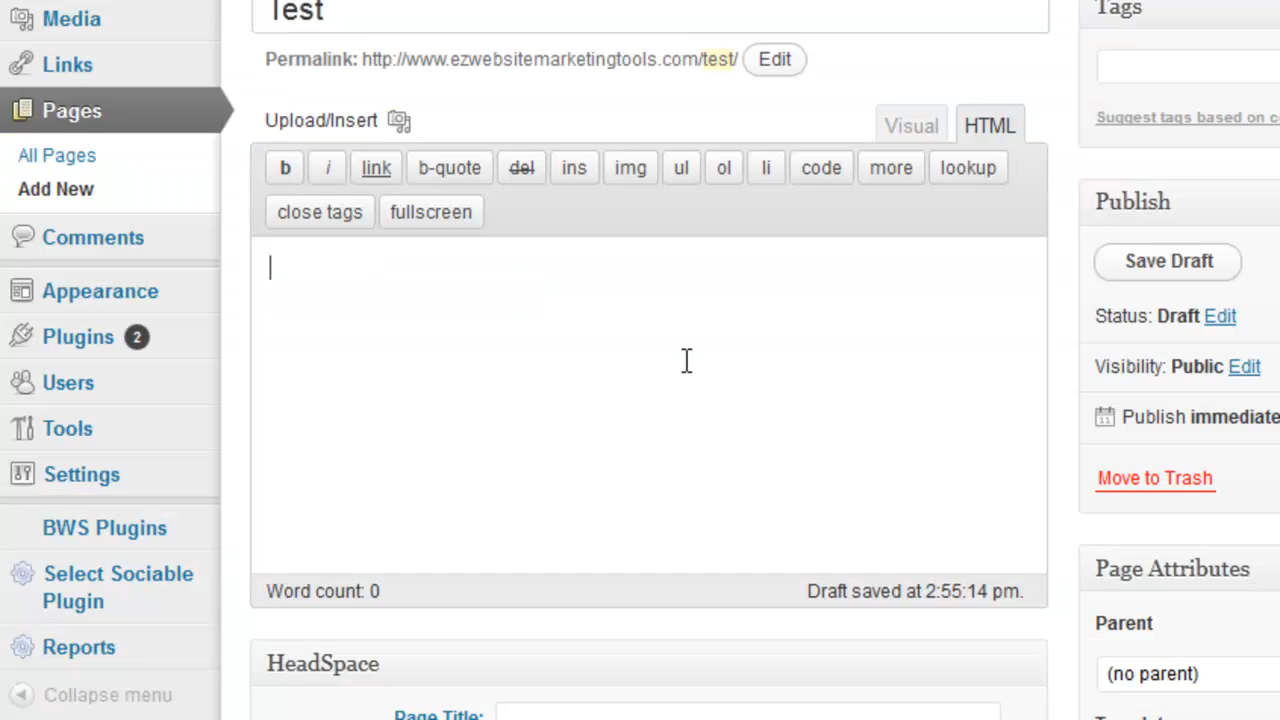 Media
Links
Pages
All Pages
Add New
Comments
Appearance
Plugins 2
Users
Tools
Settings
BWS Plugins
Select Sociable
Plugin
Reports
Collapse menu
Test
Permalink: http://www.ezwebsitemarketingtools.com/test/ Edit
Upload/Insert
Visual HTML
b i link b-quote del ins img ul ol li code more lookup
close tags fullscreen
Word count: 0 Draft saved at 2:55:14 pm.
HeadSpace
Page Title:
Tags
Suggest tags based on c
Publish
Save Draft
Status: Draft Edit
Visibility: Public Edit
Publish immediate
Move to Trash
Page Attributes
Parent
(no parent)